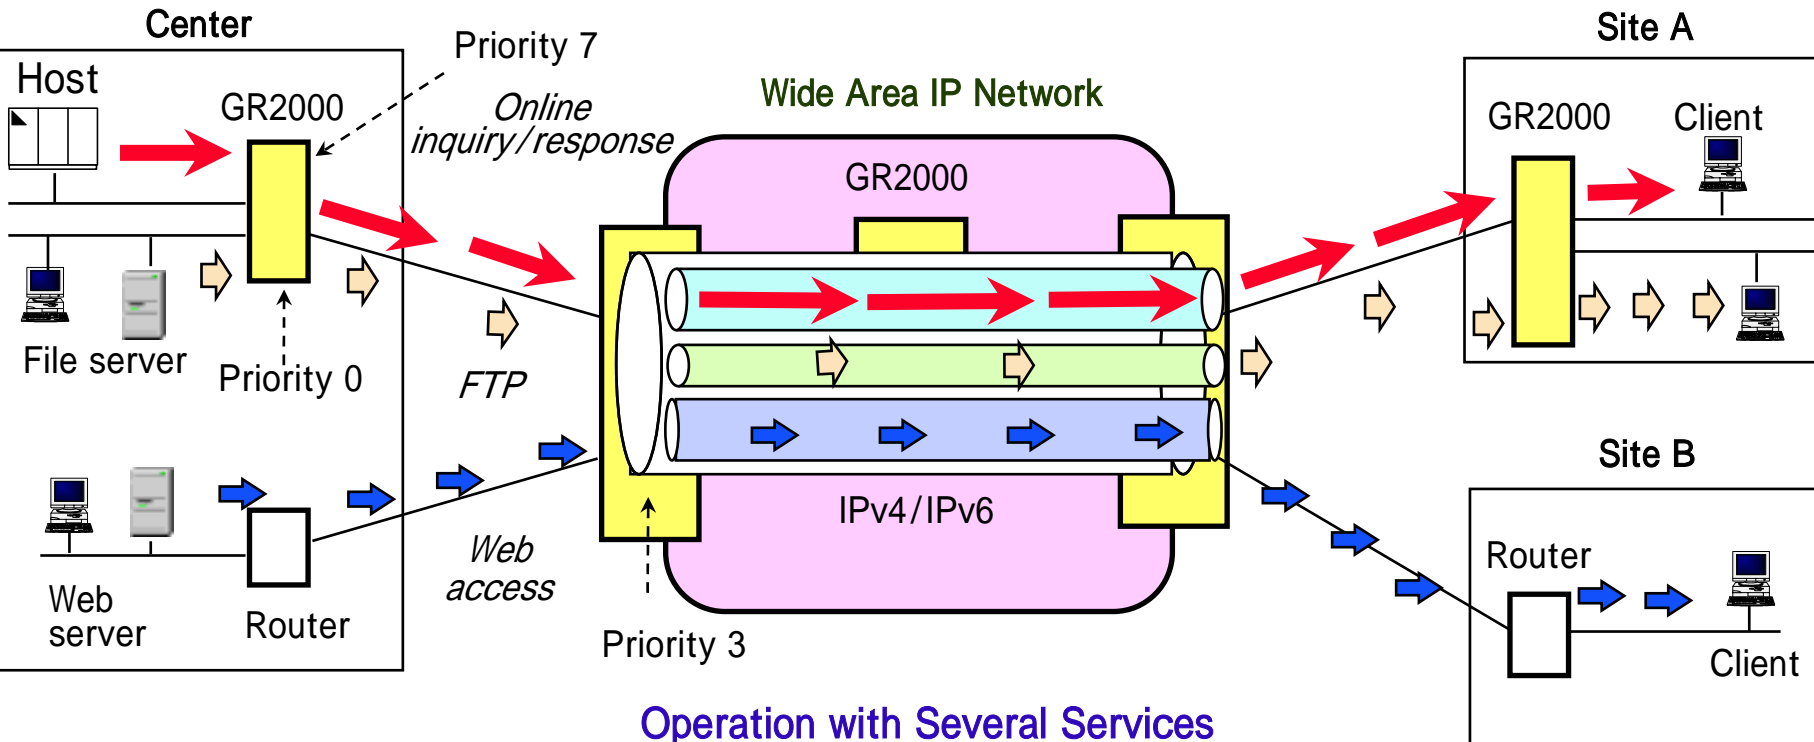 Center
Host
GR2000
Priority 7
Online
inquiry/response
Wide Area IP Network
GR2000
Site A
GR2000
Client
File server
Priority 0
FTP
IPv4/IPv6
Web
server
Router
Web
access
Priority 3
Site B
Router
Client
Operation with Several Services